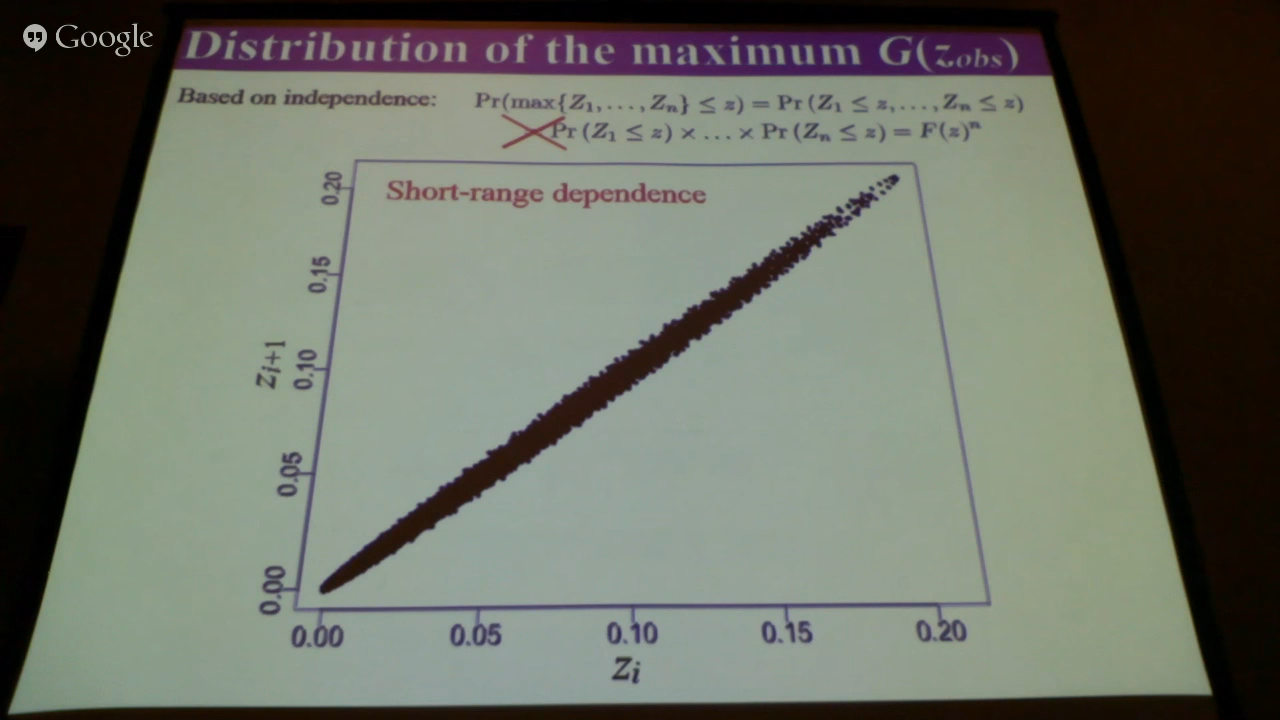 Google
Distribution of the maximum G(z_obs)
Based on independence: Pr(max{Z₁,…,Zₙ} ≤ z) = Pr (Z₁ ≤ z,…,Zₙ ≤ z)
Pr (Z₁ ≤ z) × … × Pr (Zₙ ≤ z) = F(z)ⁿ
Short-range dependence
0.20
0.15
0.10
0.05
0.00
Zi+1
0.00 0.05 0.10 0.15 0.20
Zi